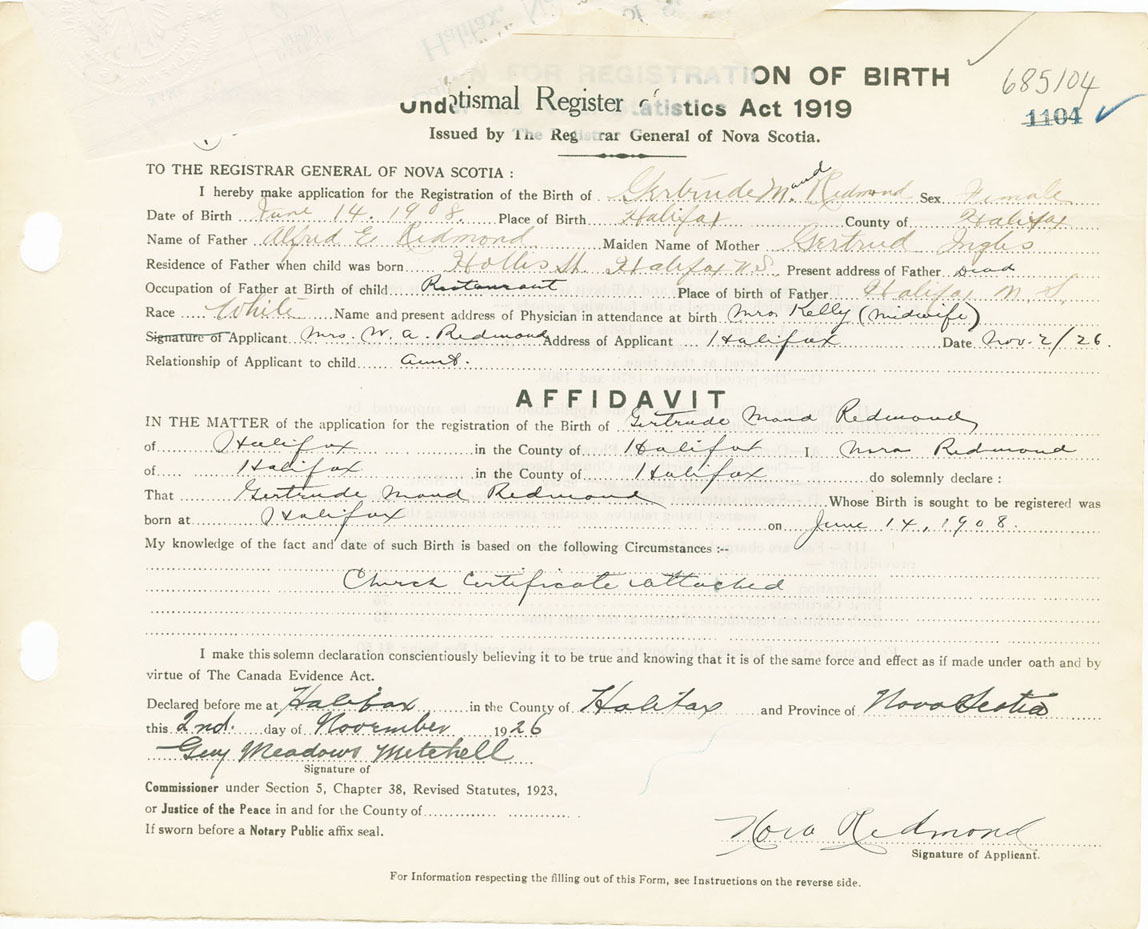 ON OF BIRTH
685104
tismal Register of
tistics Act 1919
1104
Issued by The Registrar General of Nova Scotia.
TO THE REGISTRAR GENERAL OF NOVA SCOTIA :
I hereby make application for the Registration of the Birth of Gertrude Maud Redmond Sex Female
Date of Birth June 14. 1908. Place of Birth Halifax County of Halifax
Name of Father Alfred E. Redmond Maiden Name of Mother Gertrud Ingles
Residence of Father when child was born Hollis St. Halifax N.S. Present address of Father Dead
Occupation of Father at Birth of child Restaurant Place of birth of Father Halifax N. S.
Race White Name and present address of Physician in attendance at birth Mrs. Kelly (midwife)
Signature of Applicant Mrs. W. A. Redmond Address of Applicant Halifax Date Nov. 2/26.
Relationship of Applicant to child aunt.
AFFIDAVIT
IN THE MATTER of the application for the registration of the Birth of Gertrude Maud Redmond
of Halifax in the County of Halifax I, Nora Redmond
of Halifax in the County of Halifax do solemnly declare :
That Gertrude Maud Redmond Whose Birth is sought to be registered was
born at Halifax on June 14, 1908.
My knowledge of the fact and date of such Birth is based on the following Circumstances :--
Church Certificate attached
I make this solemn declaration conscientiously believing it to be true and knowing that it is of the same force and effect as if made under oath and by
virtue of The Canada Evidence Act.
Declared before me at Halifax in the County of Halifax and Province of Nova Scotia
this 2nd. day of November 1926
Guy Meadows Mitchell
Signature of
Commissioner under Section 5, Chapter 38, Revised Statutes, 1923,
or Justice of the Peace in and for the County of
If sworn before a Notary Public affix seal.
Nora Redmond
Signature of Applicant.
For Information respecting the filling out of this Form, see Instructions on the reverse side.